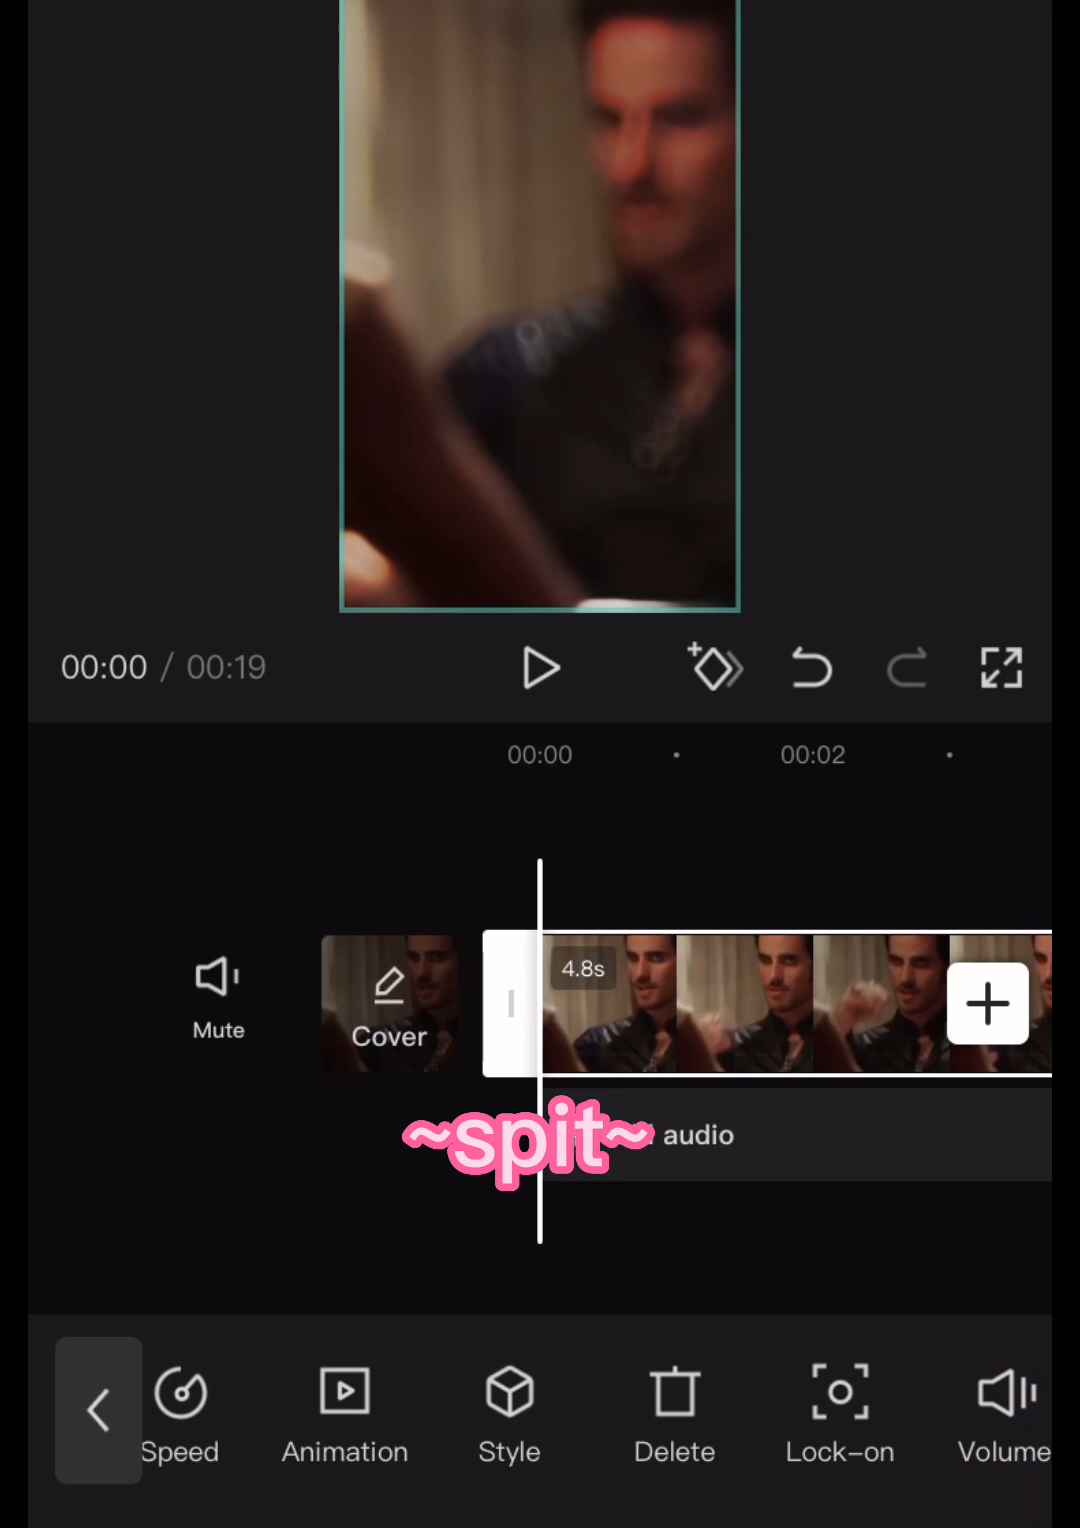 00:00 / 00:19
00:00
00:02
4.8s
Mute
Cover
~spit~
audio
Speed
Animation
Style
Delete
Lock-on
Volume